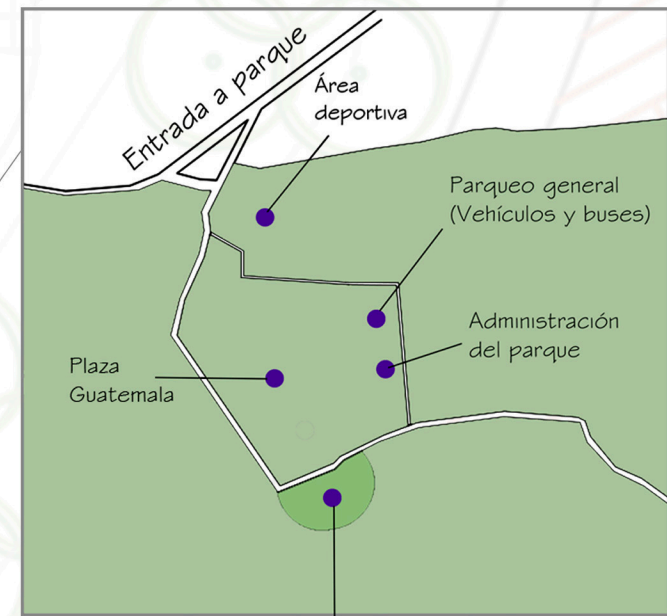 Entrada a parque
Área
deportiva
Parqueo general
(Vehículos y buses)
Administración
del parque
Plaza
Guatemala